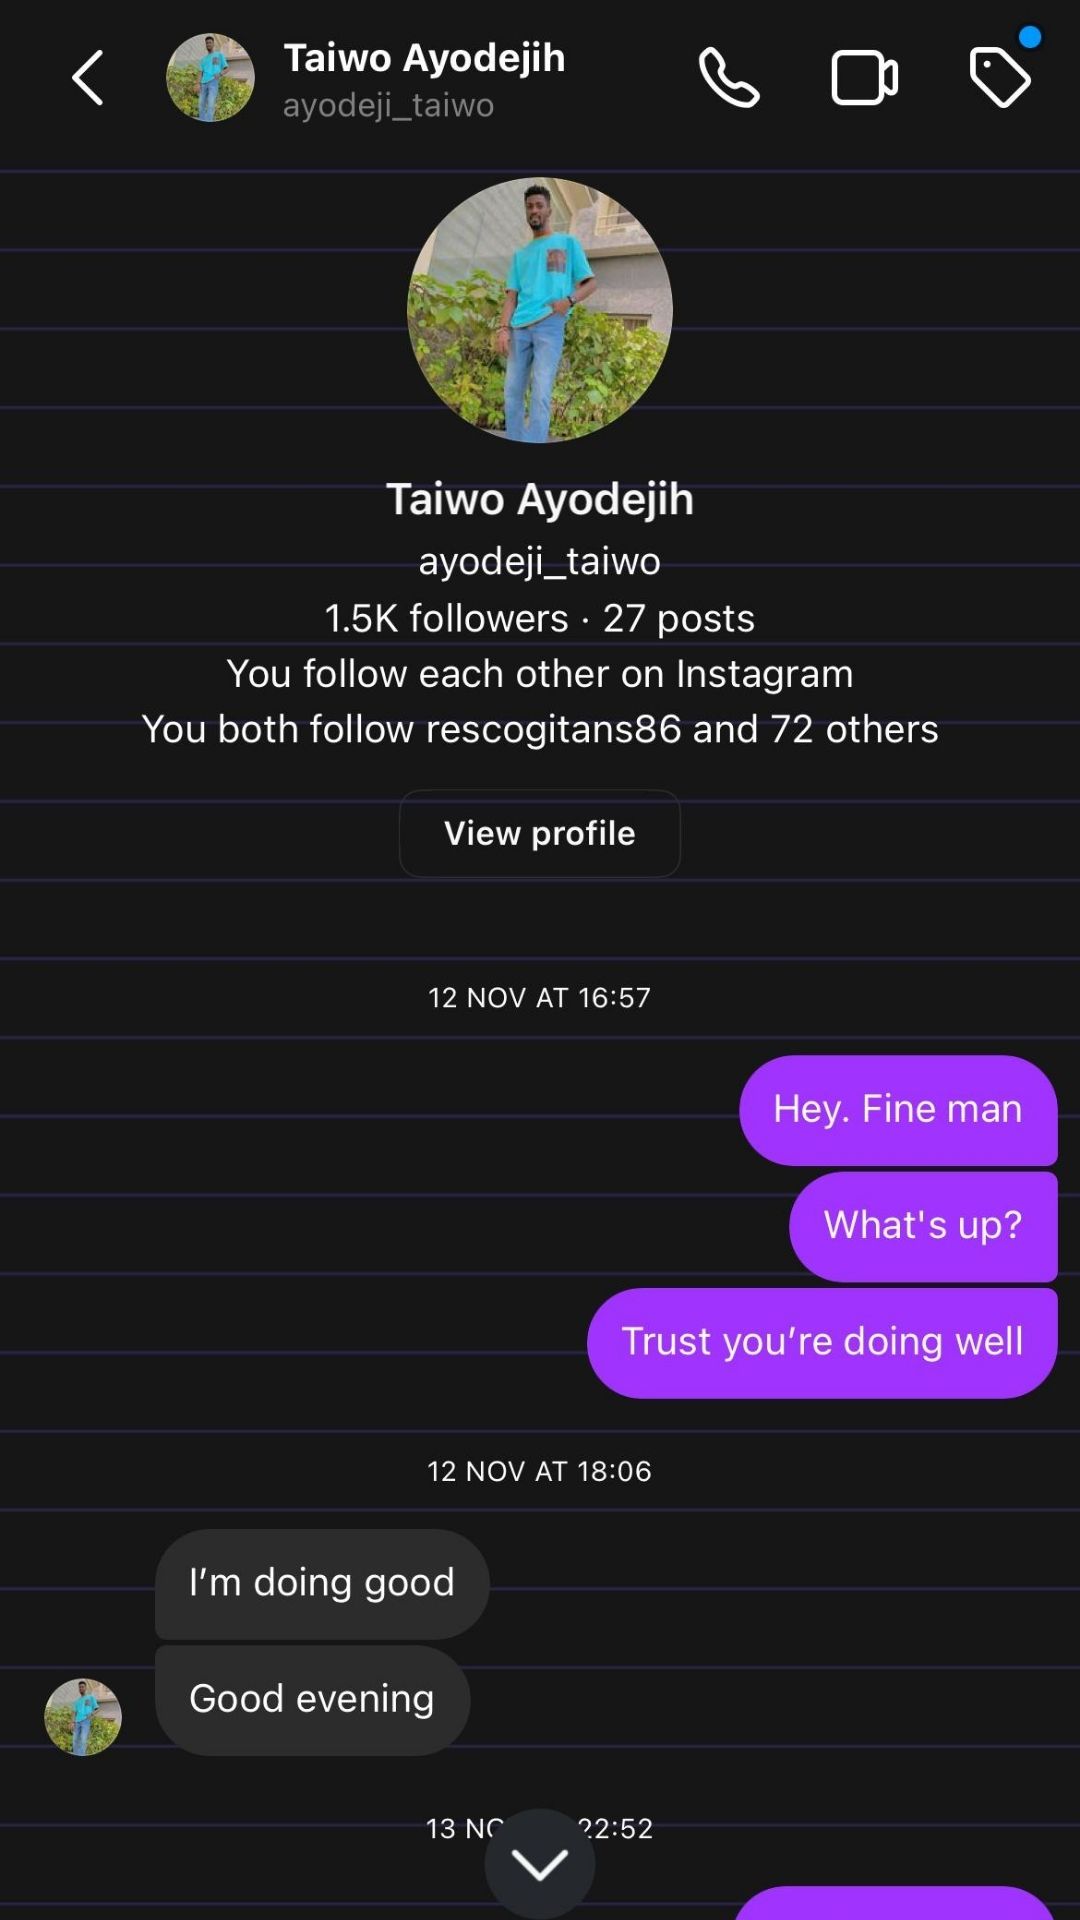 Taiwo Ayodejih
ayodeji_taiwo
Taiwo Ayodejih
ayodeji_taiwo
1.5K followers · 27 posts
You follow each other on Instagram
You both follow rescogitans86 and 72 others
View profile
12 NOV AT 16:57
Hey. Fine man
What's up?
Trust you’re doing well
12 NOV AT 18:06
I’m doing good
Good evening
13 22:52